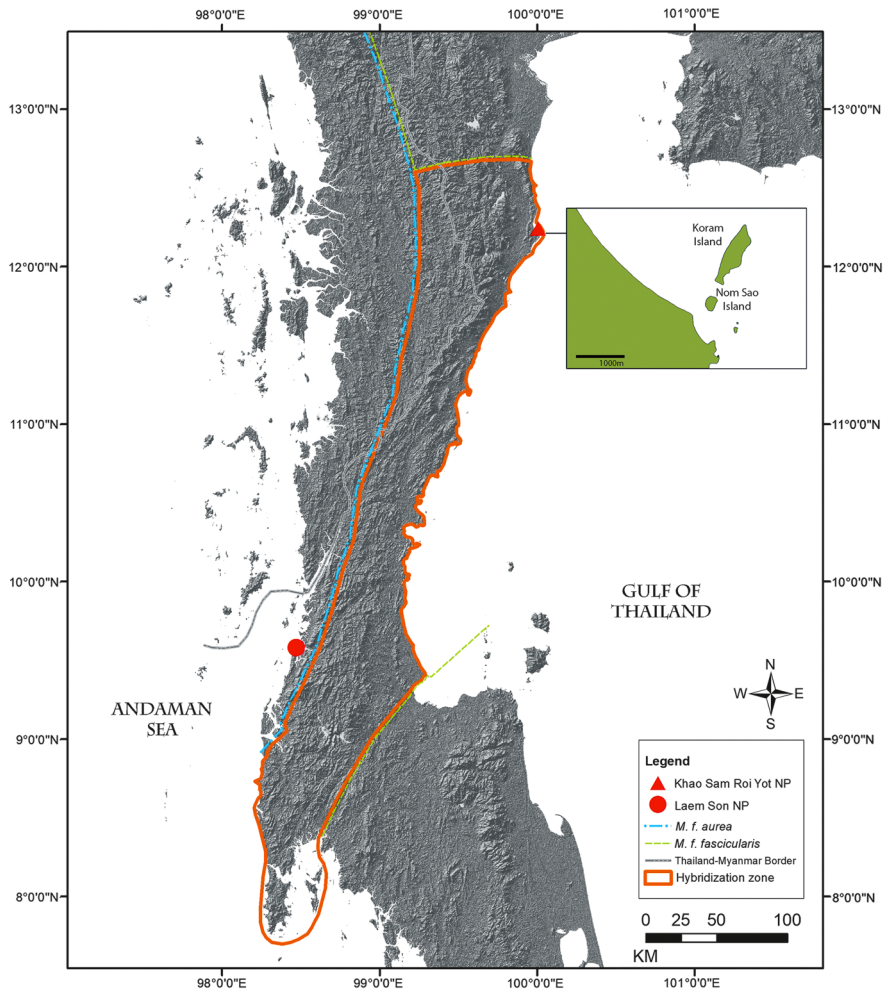 98°0'0"E 99°0'0"E 100°0'0"E 101°0'0"E
13°0'0"N 13°0'0"N
Koram
Island
12°0'0"N 12°0'0"N
Nom Sao
Island
1000m
11°0'0"N 11°0'0"N
10°0'0"N 10°0'0"N
GULF OF
THAILAND
N
W E
S
ANDAMAN
SEA
9°0'0"N 9°0'0"N
Legend
Khao Sam Roi Yot NP
Laem Son NP
M. f. aurea
M. f. fascicularis
Thailand-Myanmar Border
Hybridization zone
8°0'0"N 8°0'0"N
0 25 50 100
KM
98°0'0"E 99°0'0"E 100°0'0"E 101°0'0"E